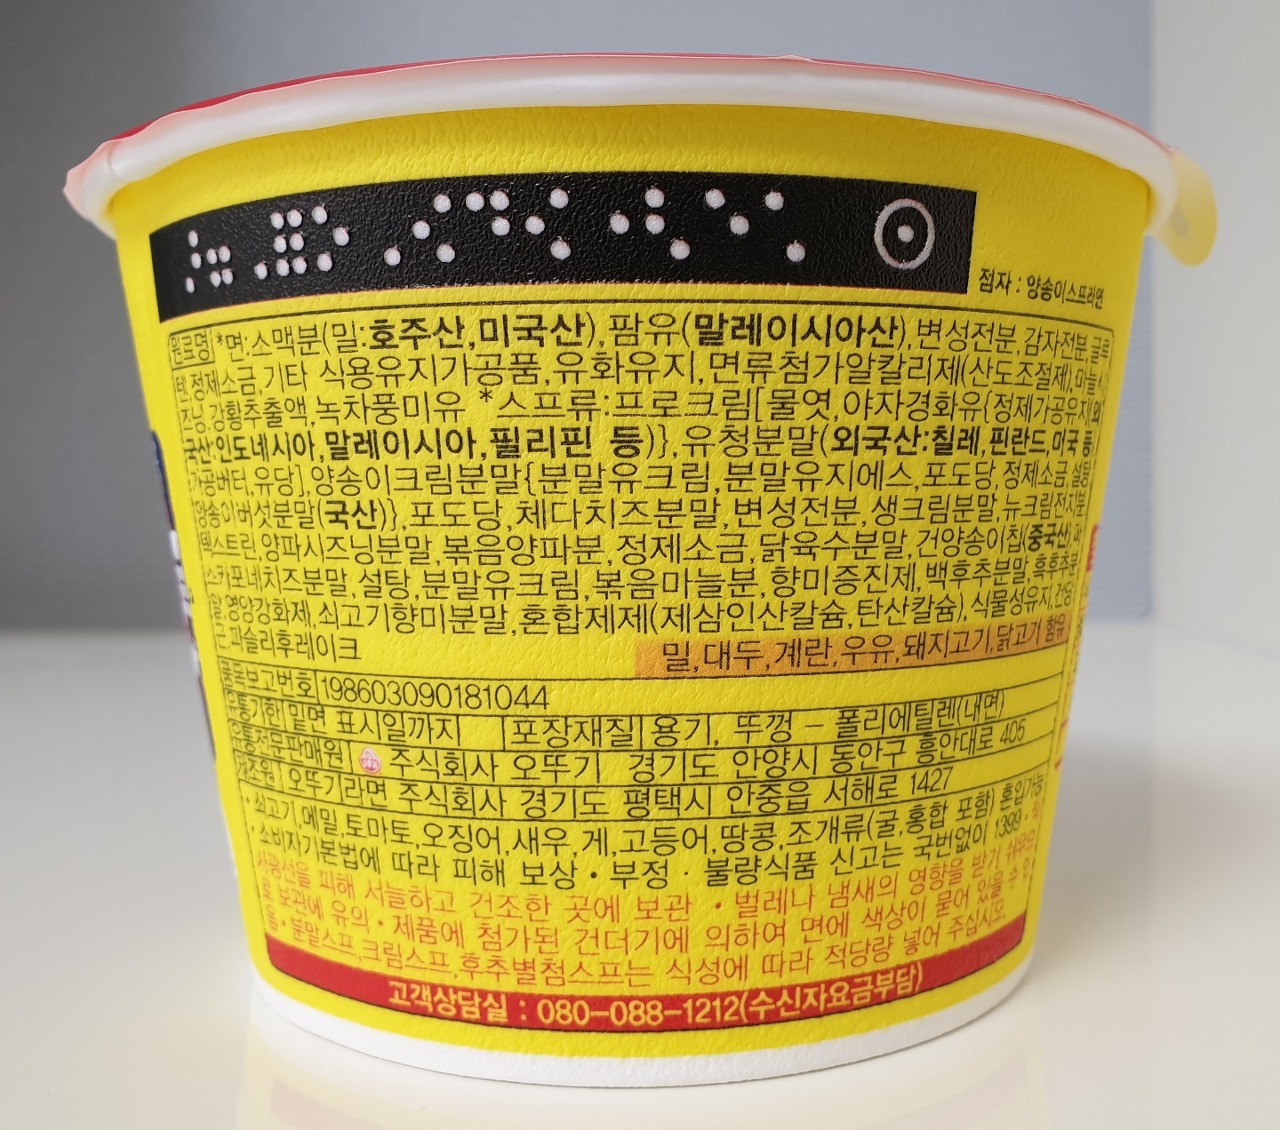 점자 : 양송이스프라면
원료명 *면:소맥분(밀:호주산,미국산),팜유(말레이시아산),변성전분,감자전분,글루
텐,정제소금,기타 식용유지가공품,유화유지,면류첨가알칼리제(산도조절제),마늘시
즈닝,강황추출액,녹차풍미유 *스프류:프로크림[물엿,야자경화유{정제가공유지(외
국산:인도네시아,말레이시아,필리핀 등)},유청분말(외국산:칠레,핀란드,미국 등),
가공버터,유당],양송이크림분말{분말유크림,분말유지에스,포도당,정제소금,설탕,
양송이버섯분말(국산)},포도당,체다치즈분말,변성전분,생크림분말,뉴크림전지분,
덱스트린,양파시즈닝분말,볶음양파분,정제소금,닭육수분말,건양송이칩(중국산),마
스카포네치즈분말,설탕,분말유크림,볶음마늘분,향미증진제,백후추분말,흑후추분
말,영양강화제,쇠고기향미분말,혼합제제(제삼인산칼슘,탄산칼슘),식물성유지,건양
근,파슬리후레이크 밀,대두,계란,우유,돼지고기,닭고기 함유
품목보고번호 198603090181044
유통기한 밑면 표시일까지 포장재질 용기, 뚜껑 - 폴리에틸렌(내면)
유통전문판매원 주식회사 오뚜기 경기도 안양시 동안구 흥안대로 405
제조원 오뚜기라면 주식회사 경기도 평택시 안중읍 서해로 1427
·쇠고기,메밀,토마토,오징어,새우,게,고등어,땅콩,조개류(굴,홍합 포함) 혼입가능
·소비자기본법에 따라 피해 보상 ·부정·불량식품 신고는 국번없이 1399 ·직
사광선을 피해 서늘하고 건조한 곳에 보관 ·벌레나 냄새의 영향을 받기 쉬우므
로 보관에 유의 ·제품에 첨가된 건더기에 의하여 면에 색상이 묻어 있을 수 있
음 ·분말스프,크림스프,후추별첨스프는 식성에 따라 적당량 넣어 주십시오.
고객상담실 : 080-088-1212(수신자요금부담)